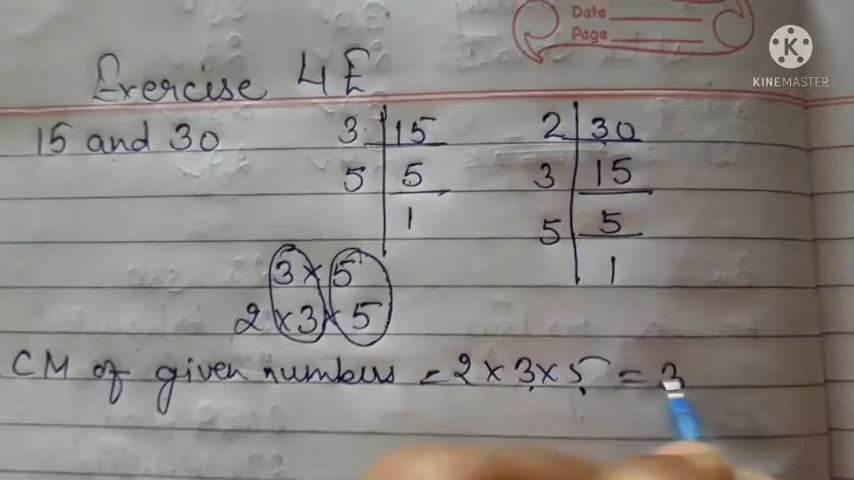 Date
Page
KINEMASTER
Exercise 4E
15 and 30
3 | 15
5 | 5
1
2 | 30
3 | 15
5 | 5
1
3 × 5
2 × 3 × 5
CM of given numbers = 2 × 3 × 5 = 3